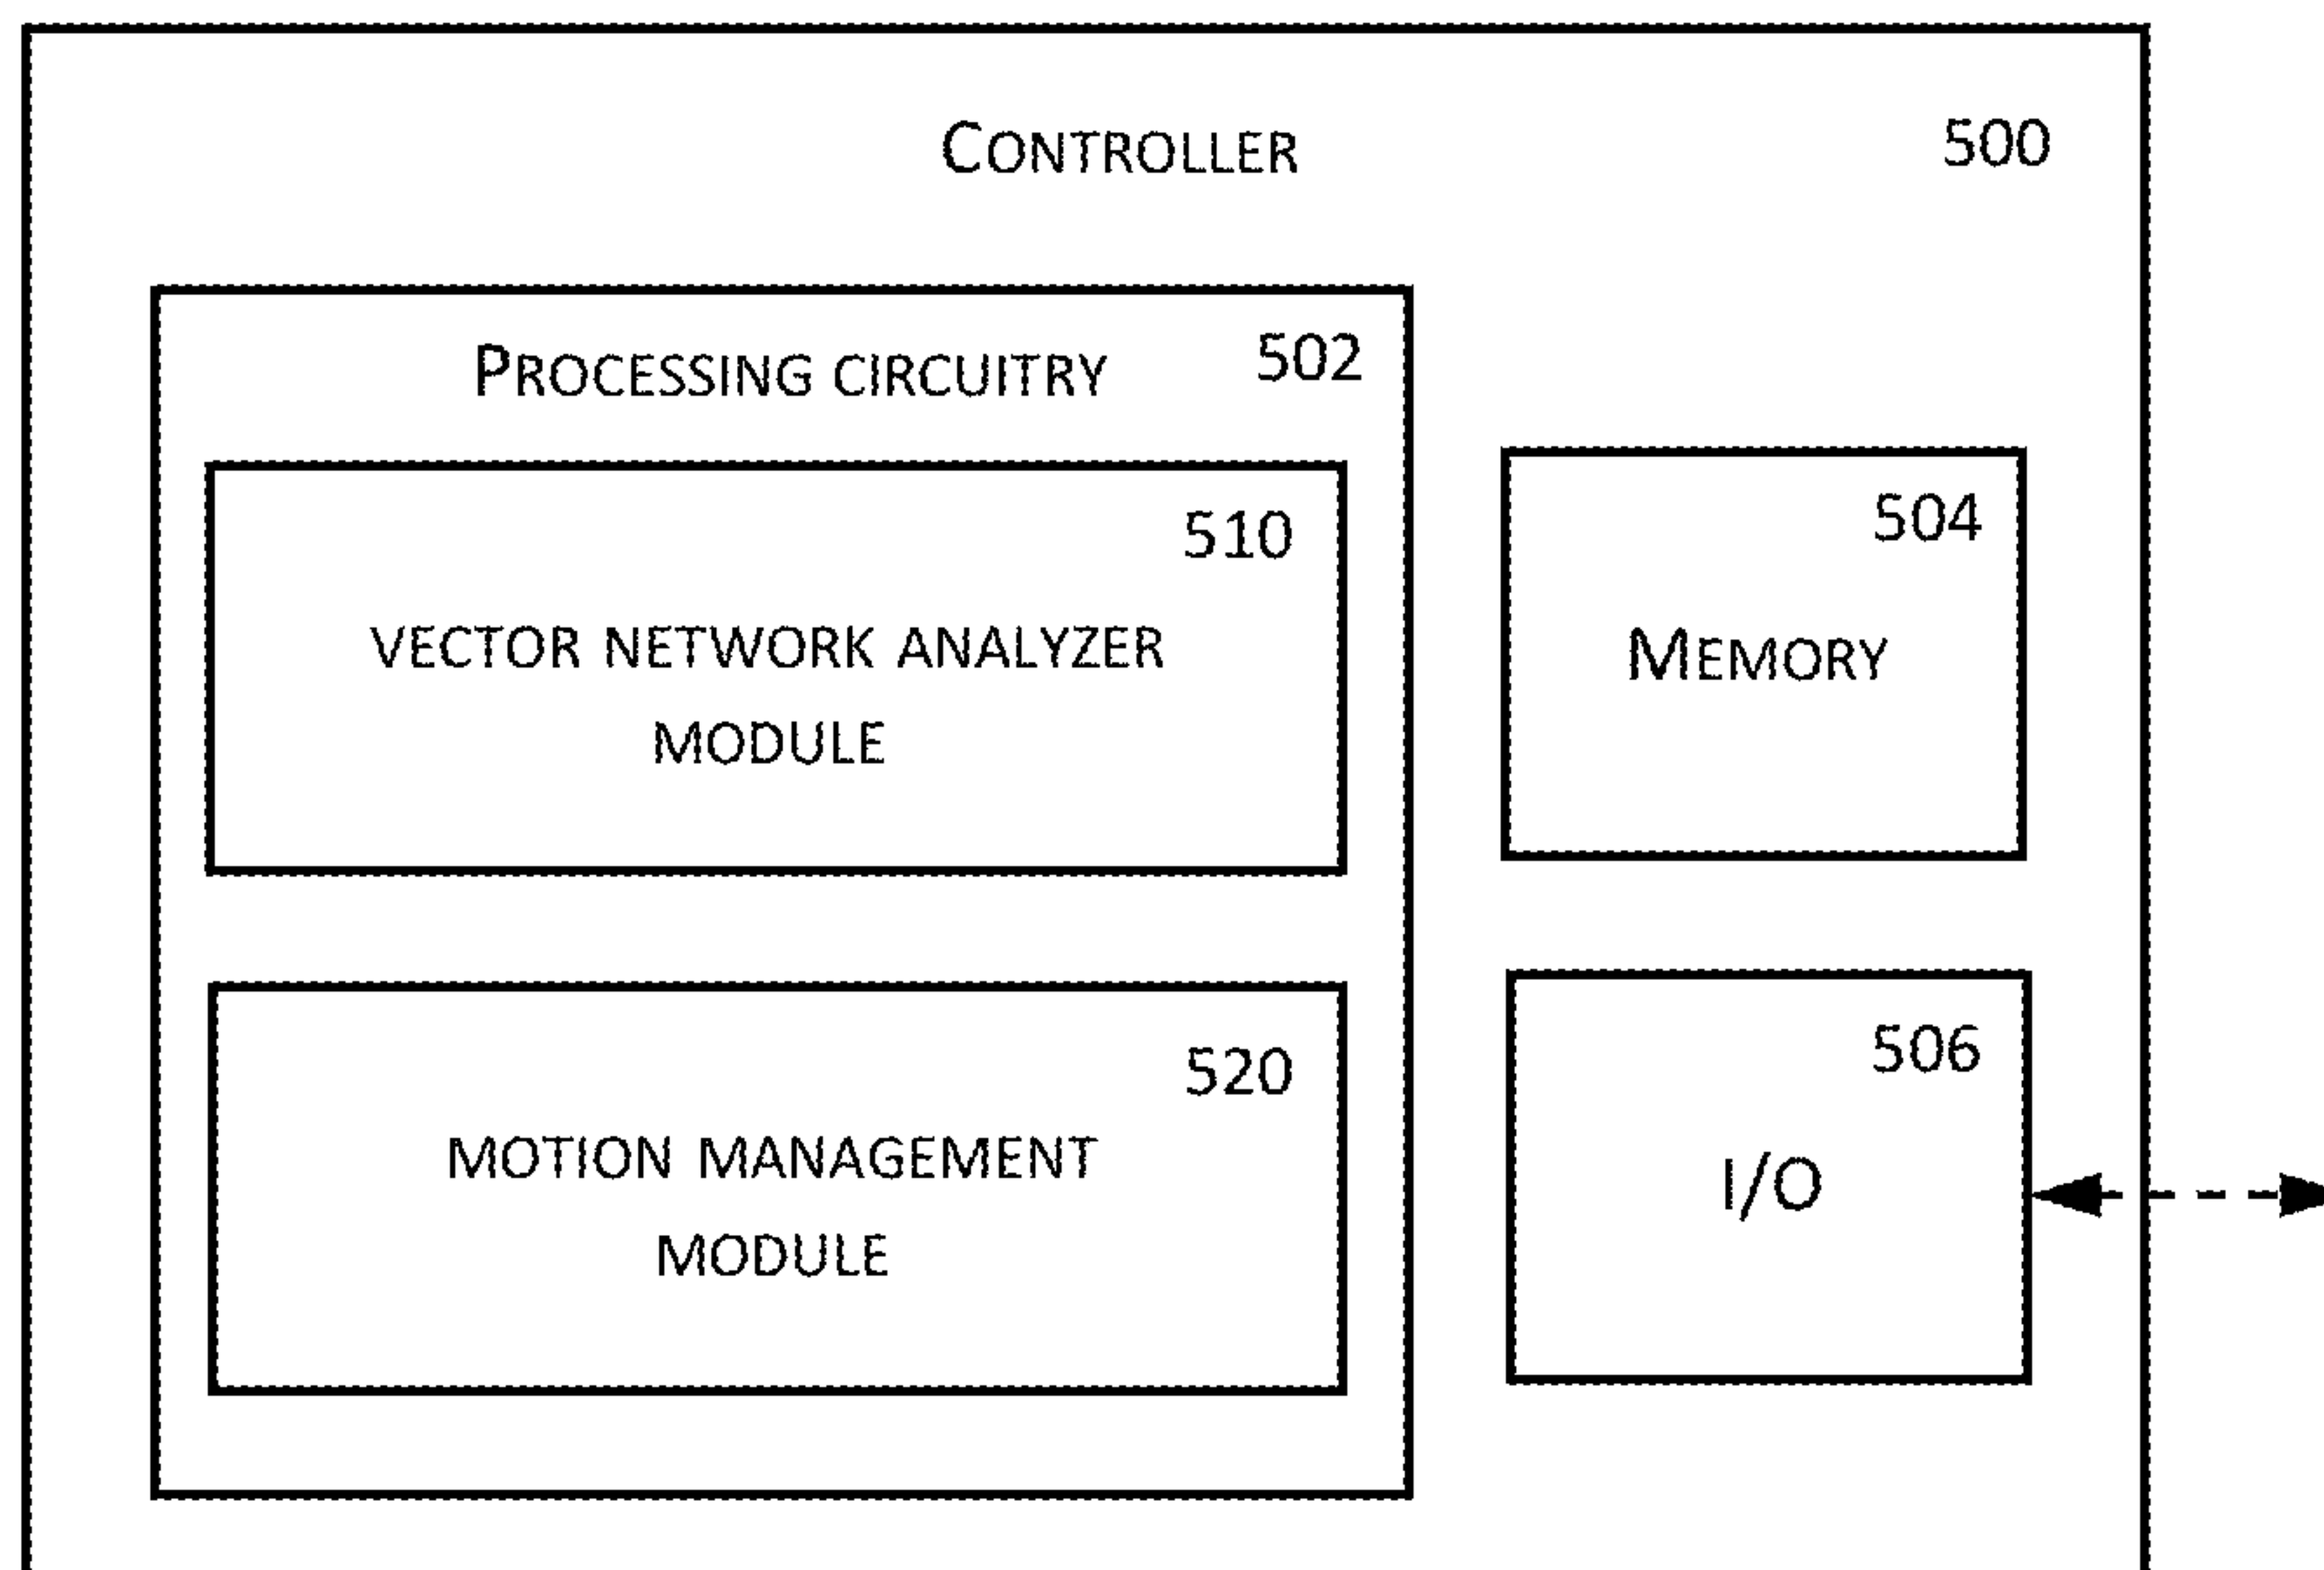 CONTROLLER 500
PROCESSING CIRCUITRY 502
510
VECTOR NETWORK ANALYZER
MODULE
504
MEMORY
520
MOTION MANAGEMENT
MODULE
506
I/O